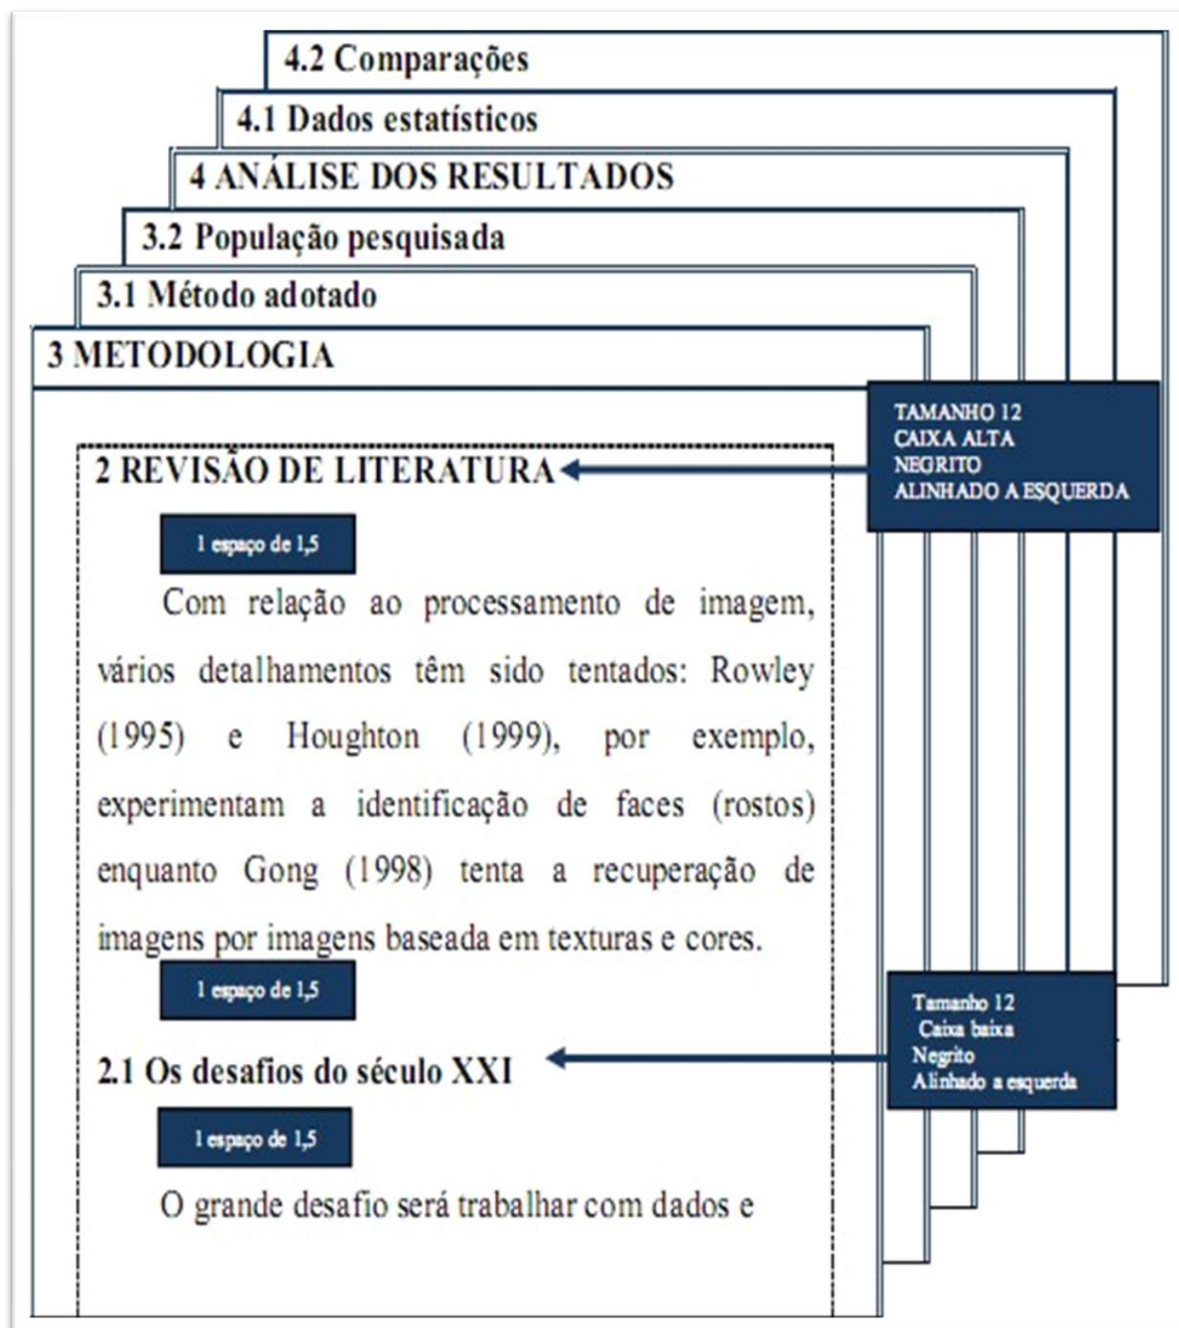 4.2 Comparações
4.1 Dados estatísticos
4 ANÁLISE DOS RESULTADOS
3.2 População pesquisada
3.1 Método adotado
3 METODOLOGIA
TAMANHO 12
CAIXA ALTA
NEGRITO
ALINHADO A ESQUERDA
2 REVISÃO DE LITERATURA
1 espaço de 1,5
Com relação ao processamento de imagem,
vários detalhamentos têm sido tentados: Rowley
(1995) e Houghton (1999), por exemplo,
experimentam a identificação de faces (rostos)
enquanto Gong (1998) tenta a recuperação de
imagens por imagens baseada em texturas e cores.
1 espaço de 1,5
Tamanho 12
Caixa baixa
Negrito
Alinhado a esquerda
2.1 Os desafios do século XXI
1 espaço de 1,5
O grande desafio será trabalhar com dados e